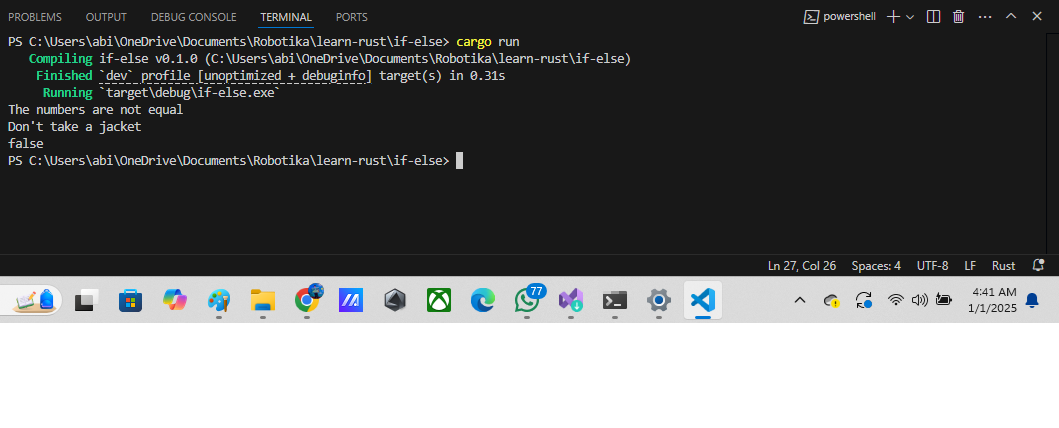 PROBLEMS OUTPUT DEBUG CONSOLE TERMINAL PORTS powershell
PS C:\Users\abi\OneDrive\Documents\Robotika\learn-rust\if-else> cargo run
   Compiling if-else v0.1.0 (C:\Users\abi\OneDrive\Documents\Robotika\learn-rust\if-else)
    Finished `dev` profile [unoptimized + debuginfo] target(s) in 0.31s
     Running `target\debug\if-else.exe`
The numbers are not equal
Don't take a jacket
false
PS C:\Users\abi\OneDrive\Documents\Robotika\learn-rust\if-else>
Ln 27, Col 26 Spaces: 4 UTF-8 LF Rust
77
4:41 AM
1/1/2025